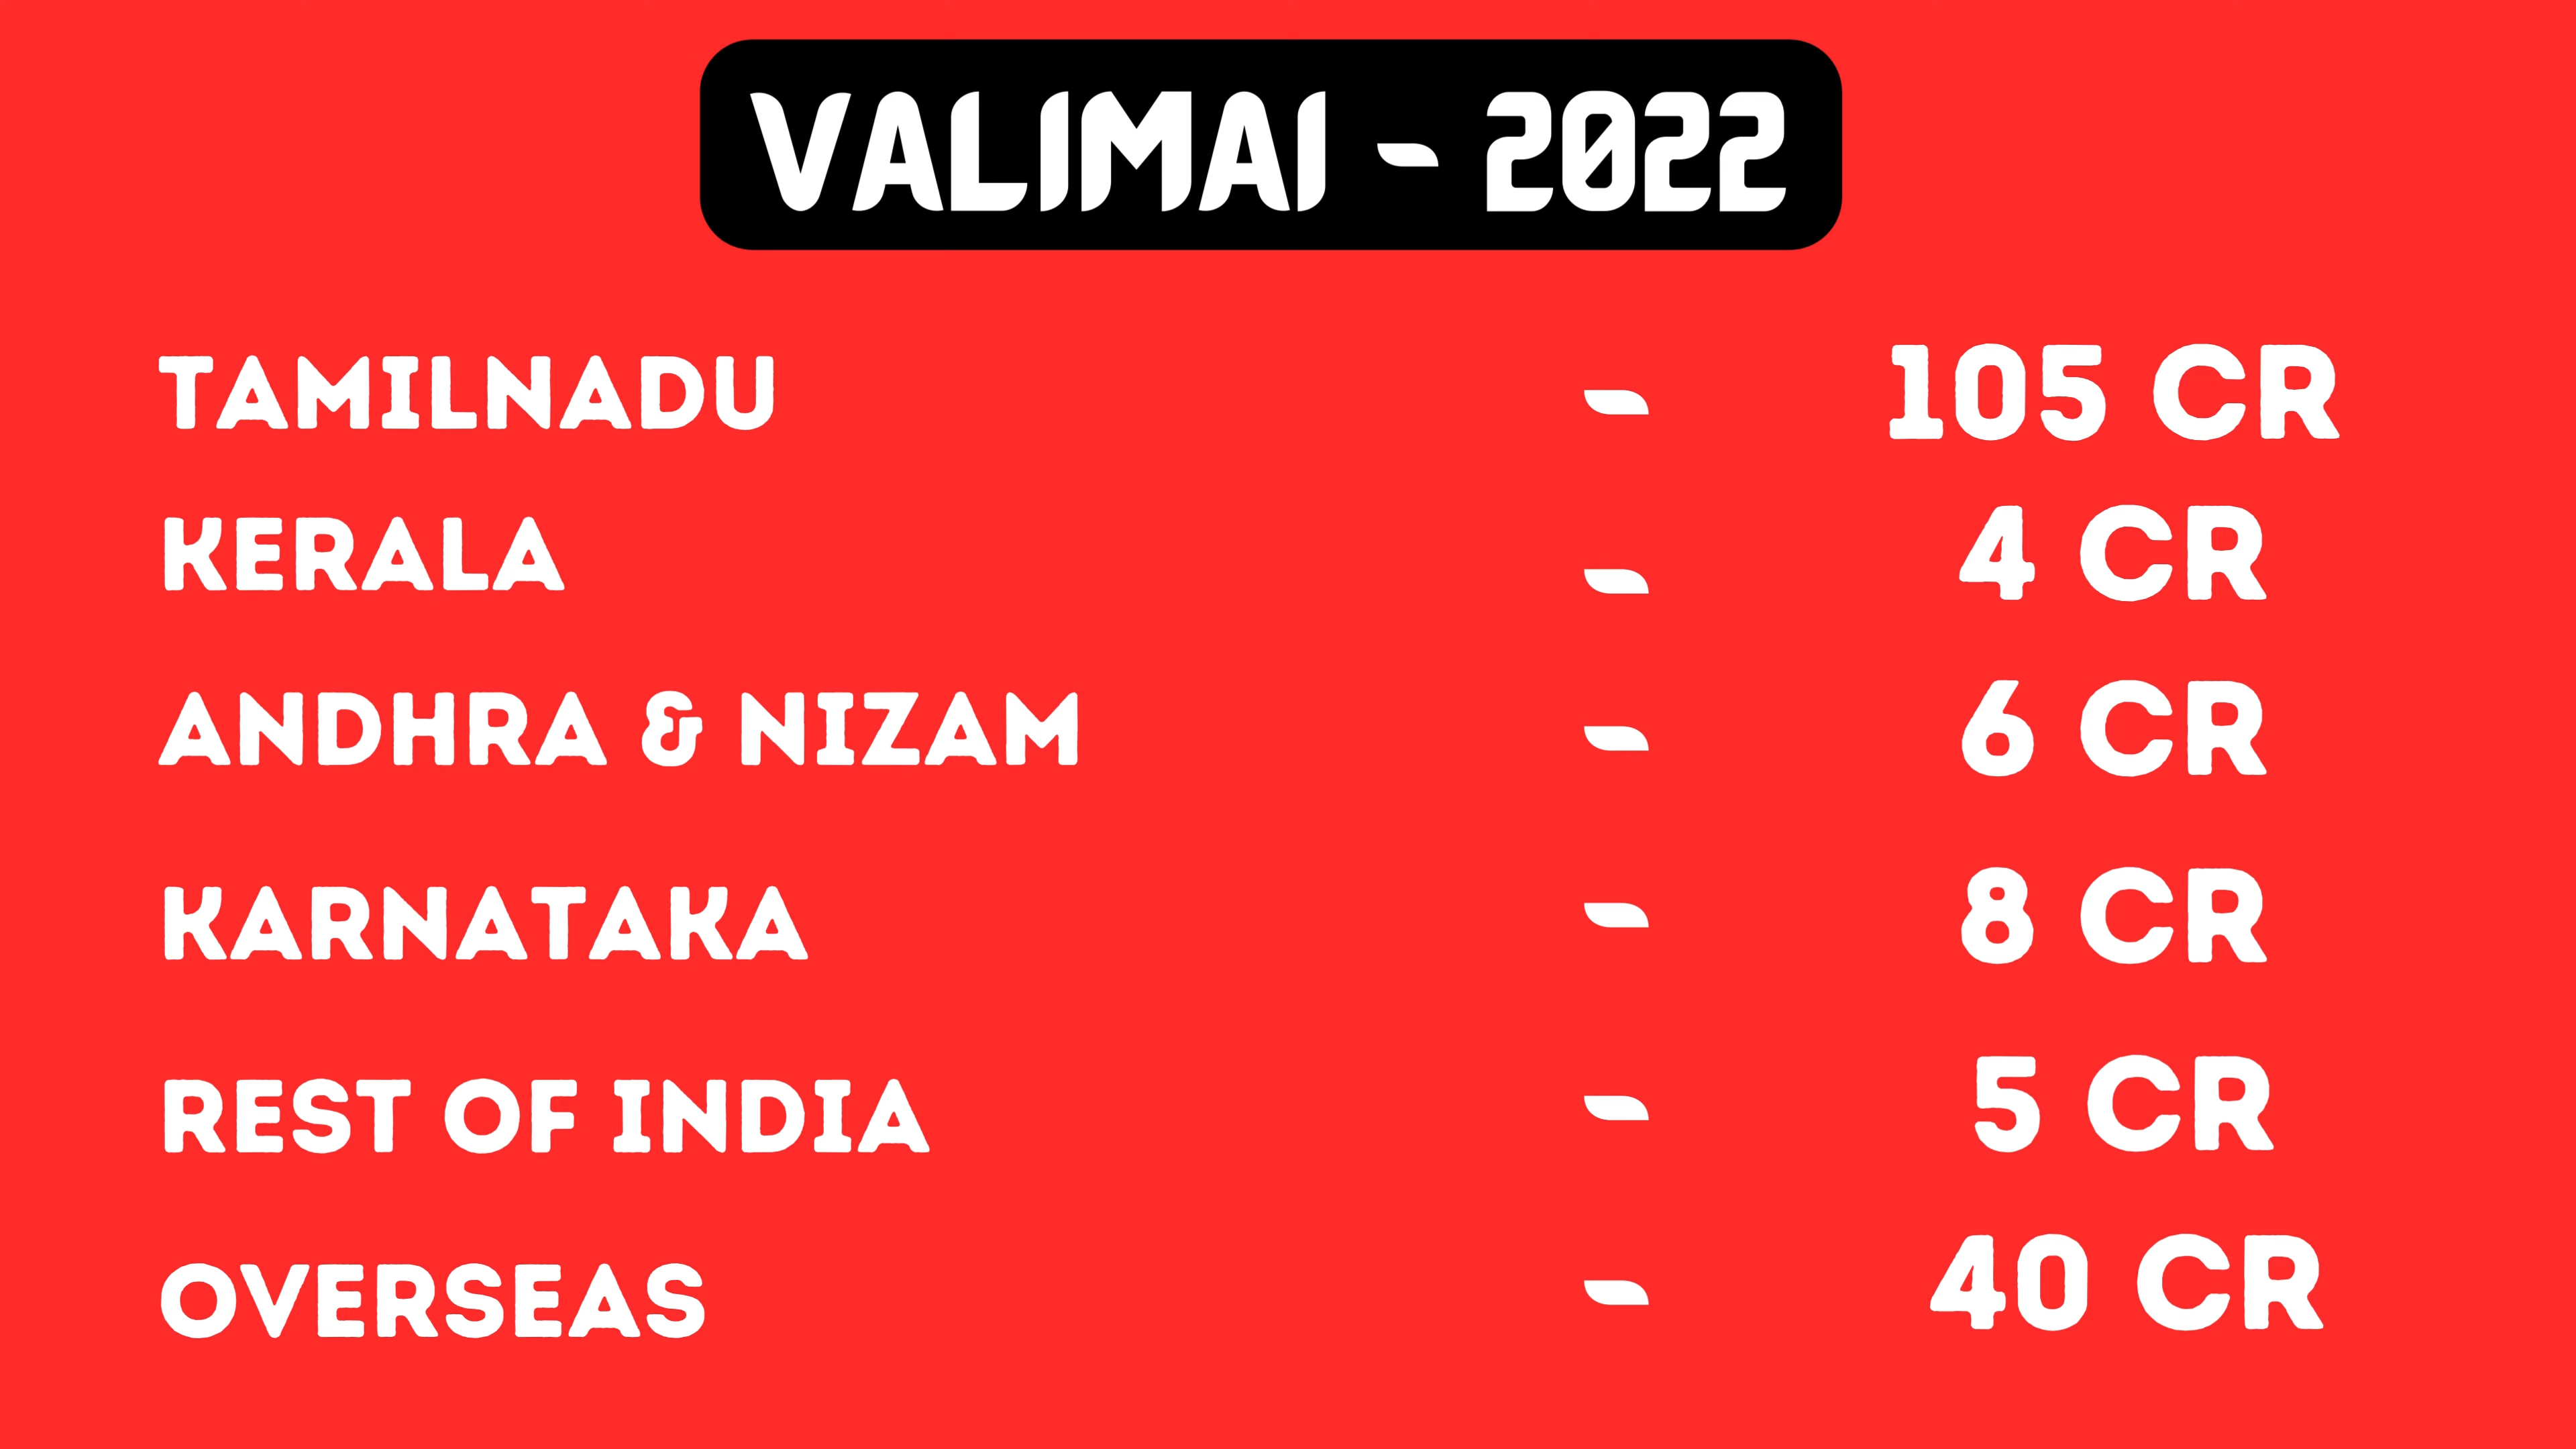 VALIMAI - 2022
TAMILNADU - 105 CR
KERALA - 4 CR
ANDHRA & NIZAM - 6 CR
KARNATAKA - 8 CR
REST OF INDIA - 5 CR
OVERSEAS - 40 CR